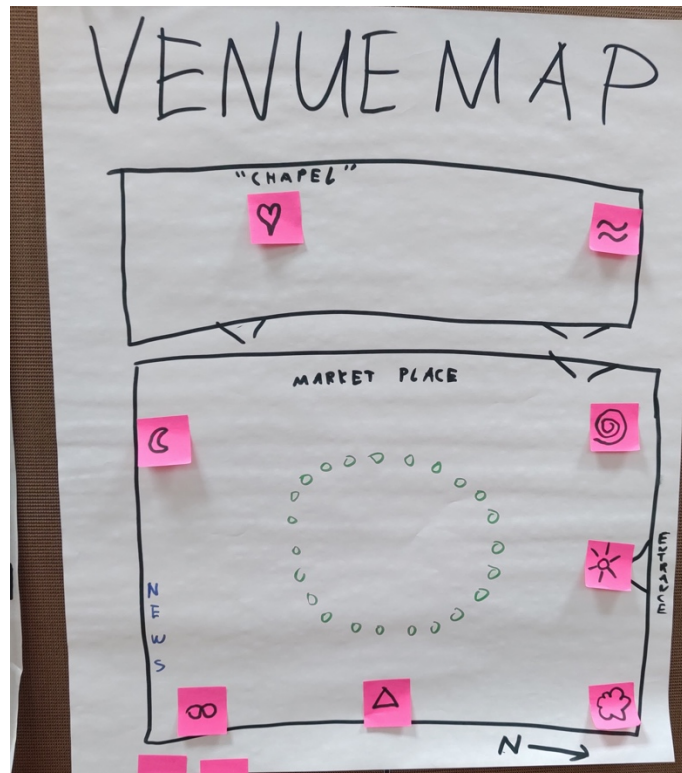 VENUE MAP
"CHAPEL"
MARKET PLACE
ENTRANCE
NEWS
N